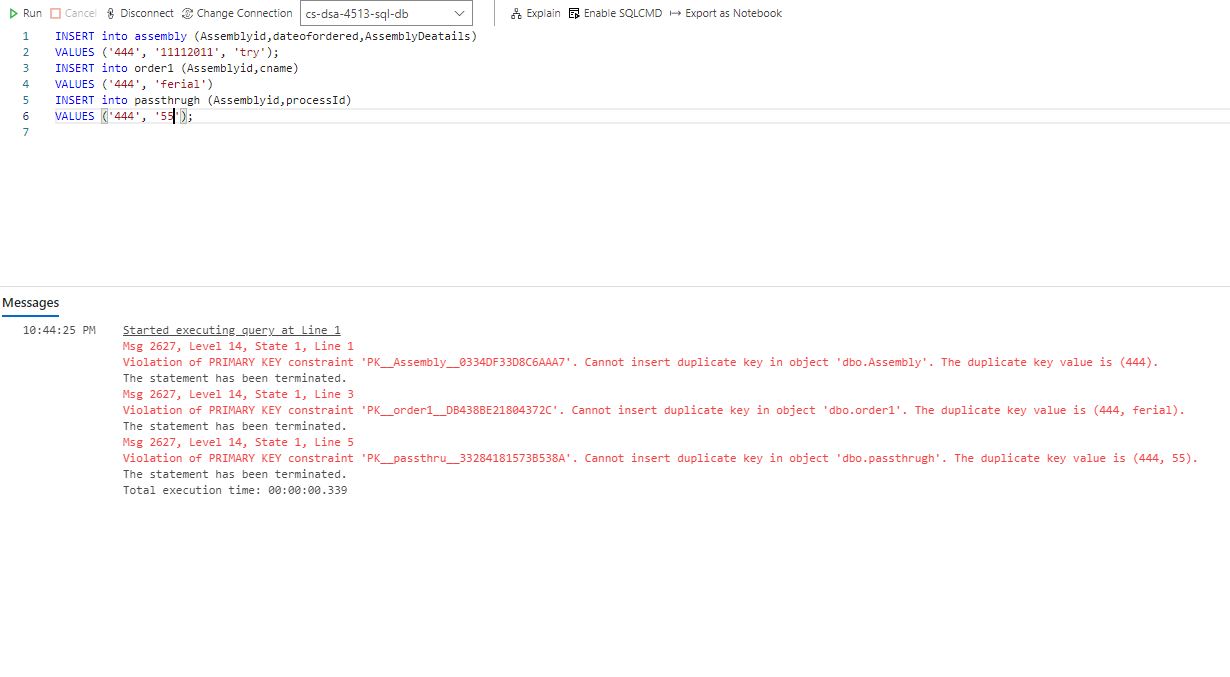 Run Cancel Disconnect Change Connection cs-dsa-4513-sql-db Explain Enable SQLCMD Export as Notebook
1 INSERT into assembly (Assemblyid,dateofordered,AssemblyDeatails)
2 VALUES ('444', '11112011', 'try');
3 INSERT into order1 (Assemblyid,cname)
4 VALUES ('444', 'ferial')
5 INSERT into passthrugh (Assemblyid,processId)
6 VALUES ('444', '55');
7
Messages
10:44:25 PM Started executing query at Line 1
Msg 2627, Level 14, State 1, Line 1
Violation of PRIMARY KEY constraint 'PK__Assembly__0334DF33D8C6AAA7'. Cannot insert duplicate key in object 'dbo.Assembly'. The duplicate key value is (444).
The statement has been terminated.
Msg 2627, Level 14, State 1, Line 3
Violation of PRIMARY KEY constraint 'PK__order1__DB438BE21804372C'. Cannot insert duplicate key in object 'dbo.order1'. The duplicate key value is (444, ferial).
The statement has been terminated.
Msg 2627, Level 14, State 1, Line 5
Violation of PRIMARY KEY constraint 'PK__passthru__33284181573B538A'. Cannot insert duplicate key in object 'dbo.passthrugh'. The duplicate key value is (444, 55).
The statement has been terminated.
Total execution time: 00:00:00.339